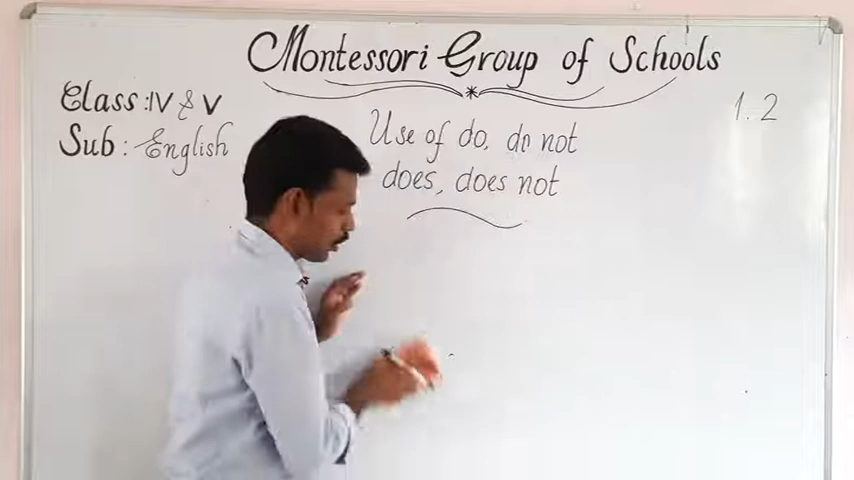 Montessori Group of Schools
Class : IV & V
1.2
Sub : English
Use of do, do not
does, does not